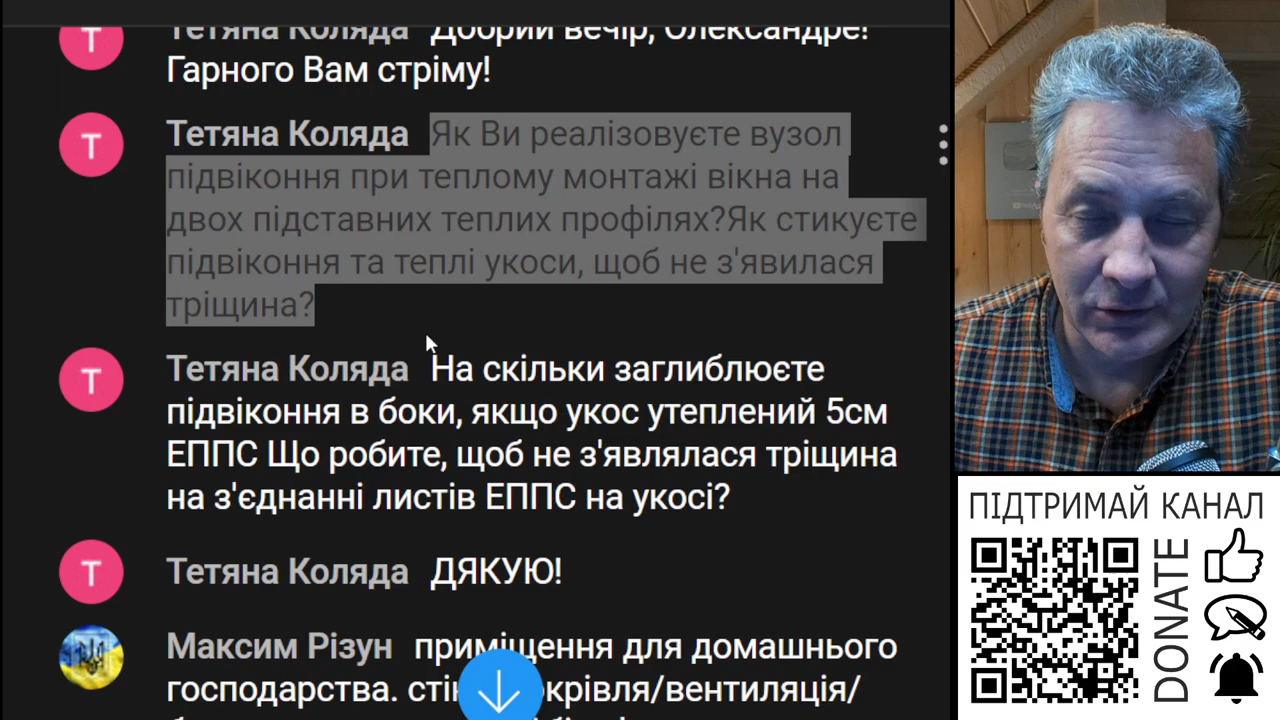 Тетяна Коляда Добрий вечір, Олександре!
Гарного Вам стріму!
Т
Тетяна Коляда Як Ви реалізовуєте вузол
підвіконня при теплому монтажі вікна на
двох підставних теплих профілях?Як стикуєте
підвіконня та теплі укоси, щоб не з'явилася
тріщина?
Т
Тетяна Коляда На скільки заглиблюєте
підвіконня в боки, якщо укос утеплений 5см
ЕППС Що робите, щоб не з'являлася тріщина
на з'єднанні листів ЕППС на укосі?
Т
Тетяна Коляда ДЯКУЮ!
Т
Максим Різун приміщення для домашнього
господарства.
ПІДТРИМАЙ КАНАЛ
DONATE